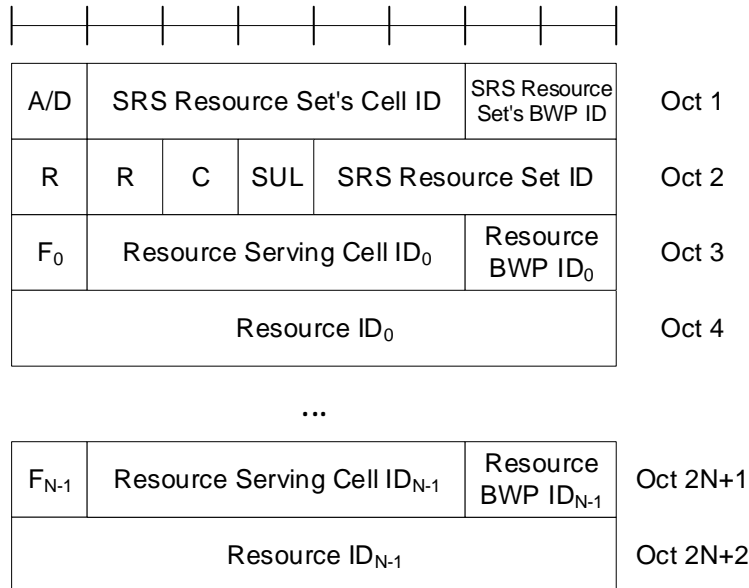 A/D SRS Resource Set's Cell ID SRS Resource Set's BWP ID Oct 1
R R C SUL SRS Resource Set ID Oct 2
F0 Resource Serving Cell ID0 Resource BWP ID0 Oct 3
Resource ID0 Oct 4
...
FN-1 Resource Serving Cell IDN-1 Resource BWP IDN-1 Oct 2N+1
Resource IDN-1 Oct 2N+2